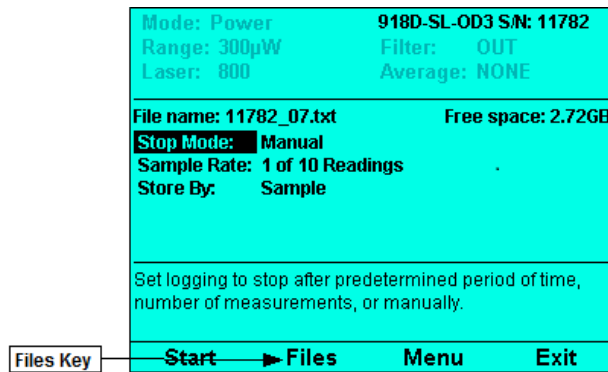 Mode: Power 918D-SL-OD3 S/N: 11782
Range: 300µW Filter: OUT
Laser: 800 Average: NONE
File name: 11782_07.txt Free space: 2.72GB
Stop Mode: Manual
Sample Rate: 1 of 10 Readings
Store By: Sample
Set logging to stop after predetermined period of time,
number of measurements, or manually.
Files Key Start Files Menu Exit